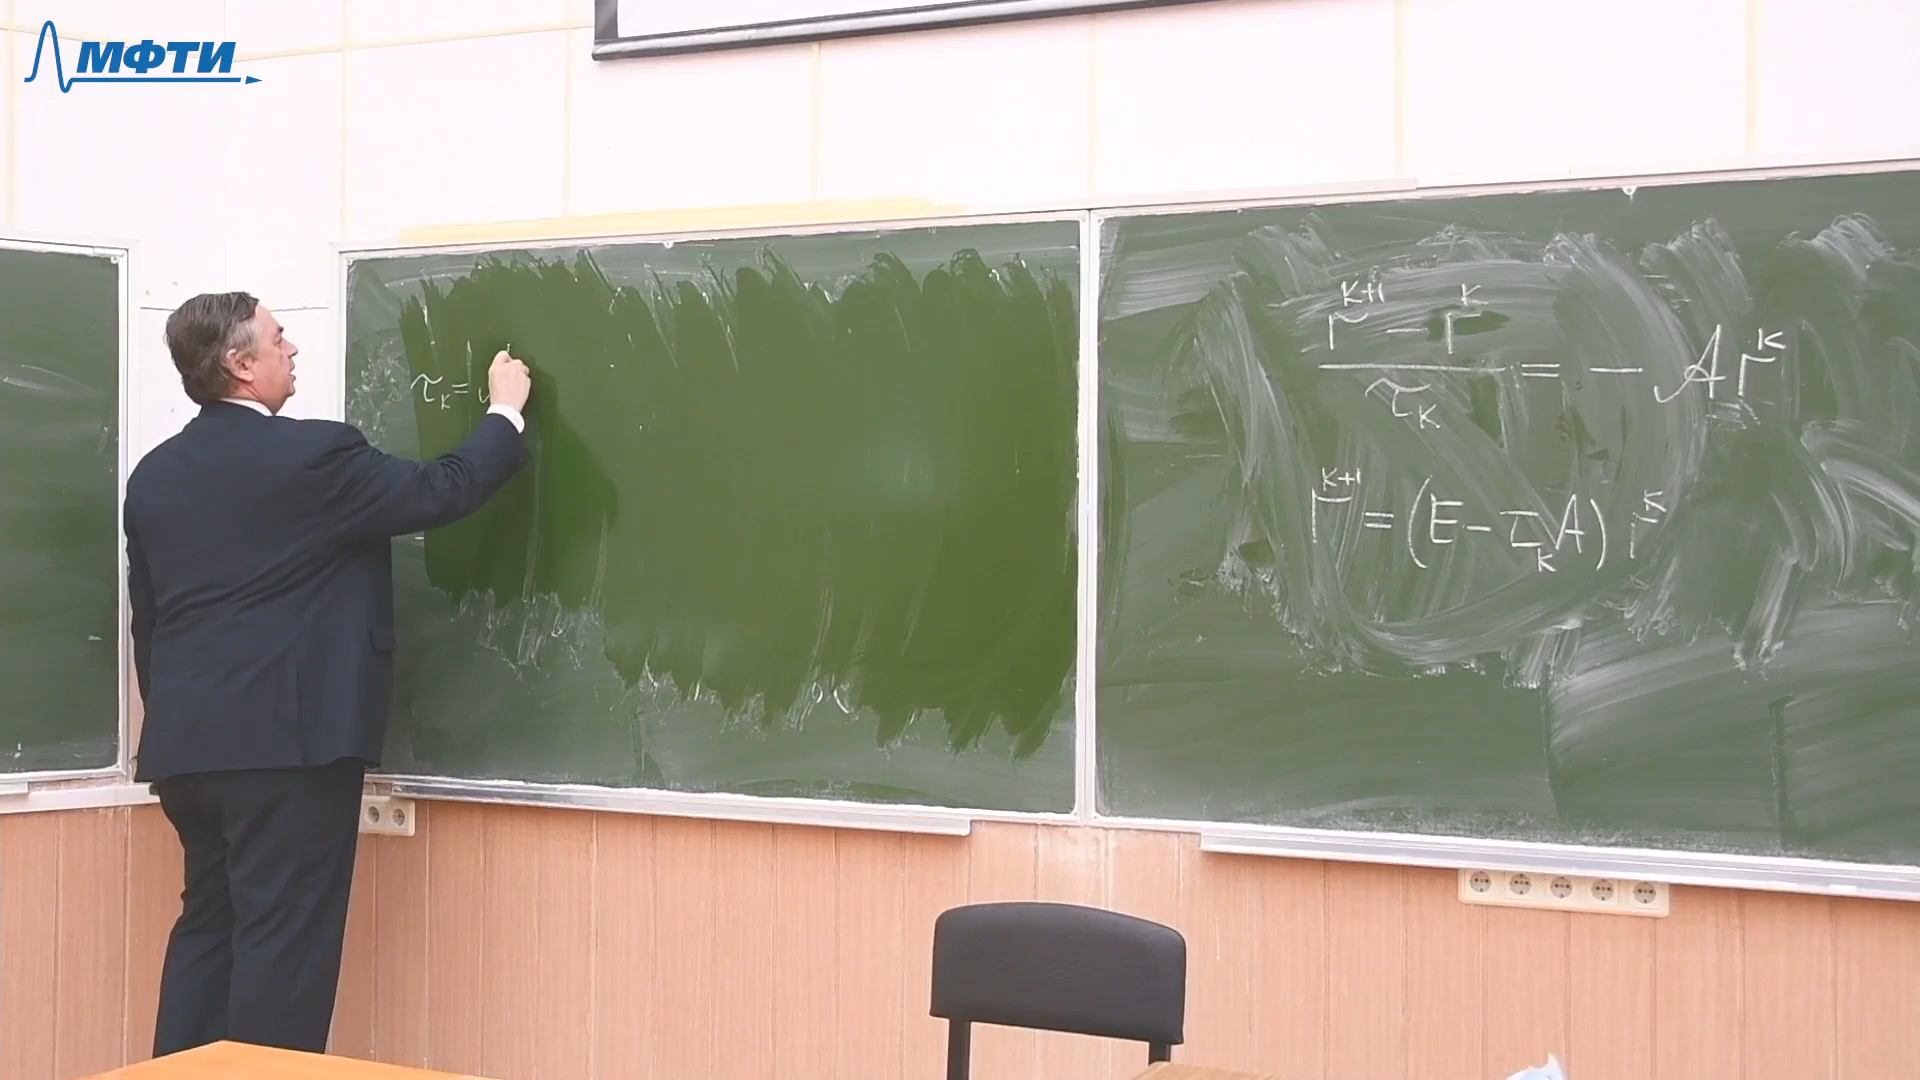 МФТИ
τ_k =
(r^{k+1} - r^k) / τ_k = - A r^k
r^{k+1} = (E - τ_k A) r^k